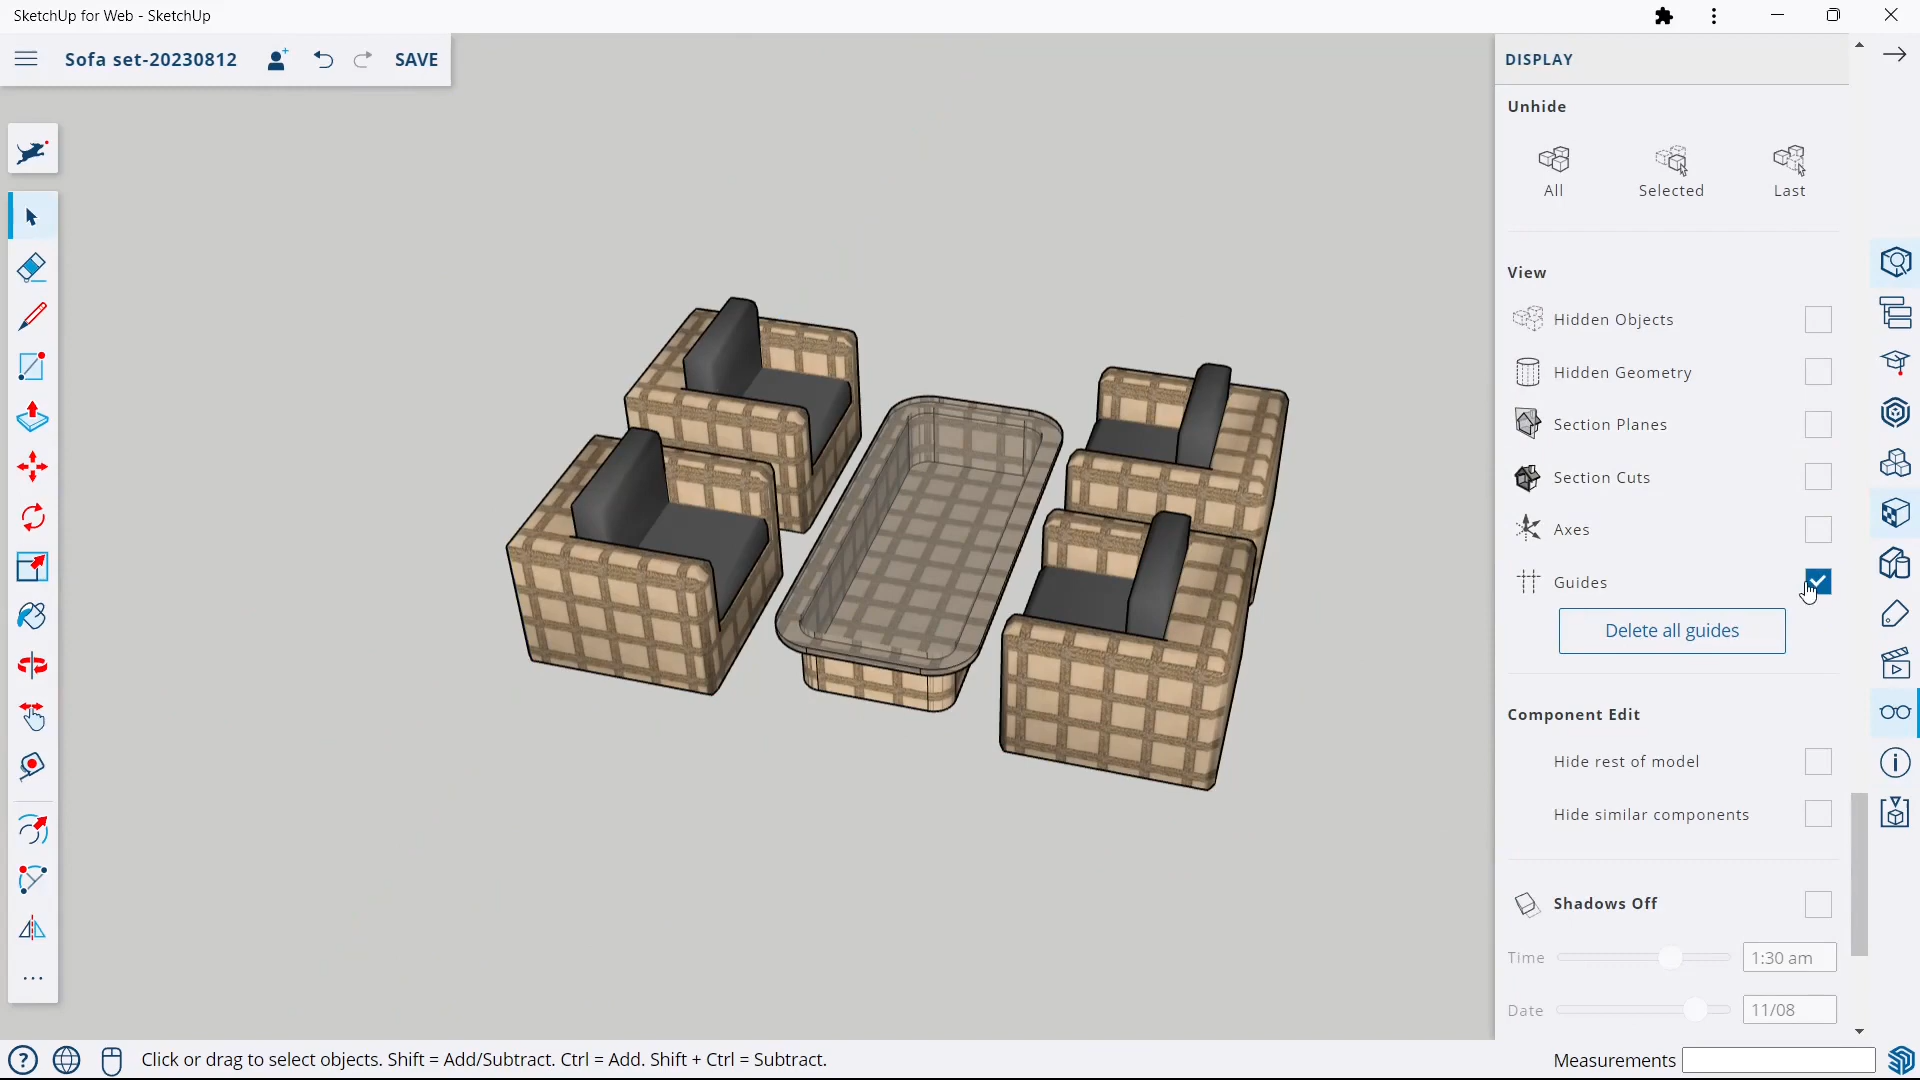 SketchUp for Web - SketchUp
Sofa set-20230812
SAVE
DISPLAY
Unhide
All
Selected
Last
View
Hidden Objects
Hidden Geometry
Section Planes
Section Cuts
Axes
Guides
Delete all guides
Component Edit
Hide rest of model
Hide similar components
Shadows Off
Time
1:30 am
Date
11/08
Click or drag to select objects. Shift = Add/Subtract. Ctrl = Add. Shift + Ctrl = Subtract.
Measurements